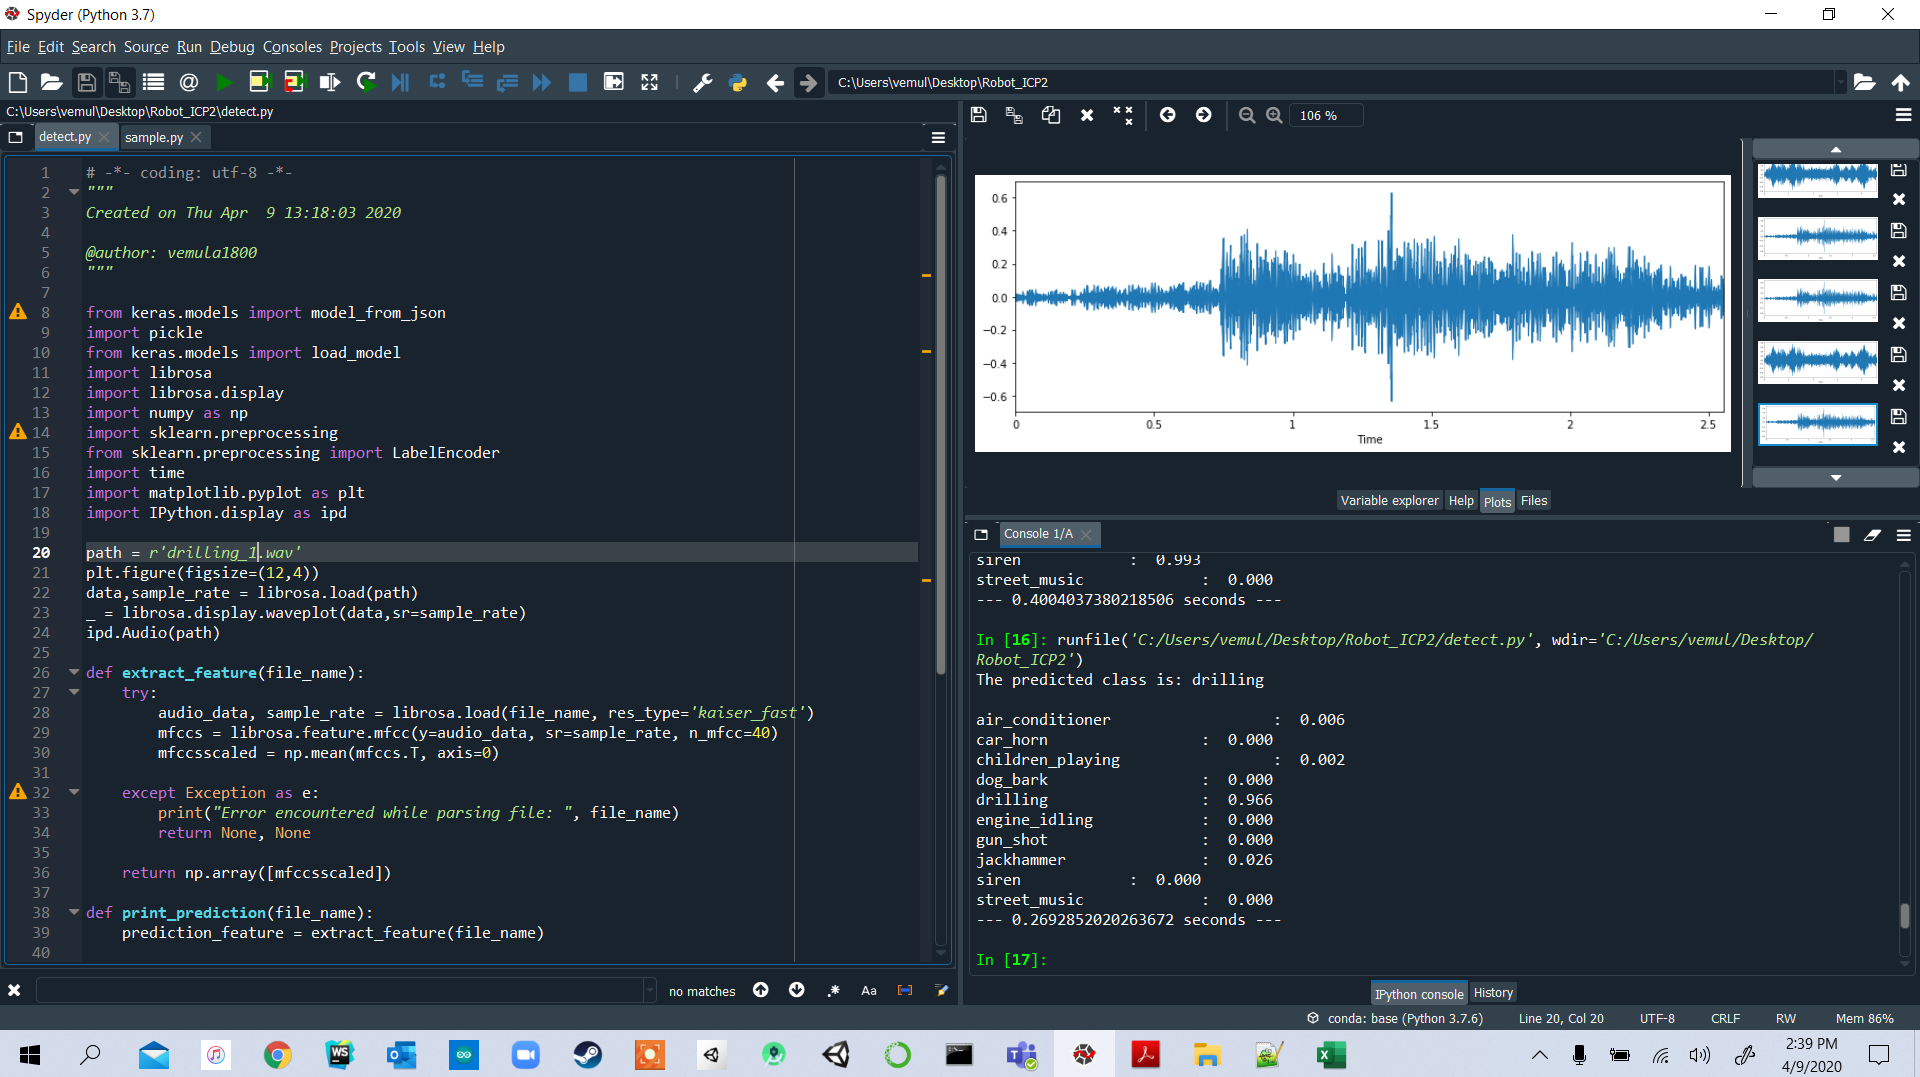 Spyder (Python 3.7)
File Edit Search Source Run Debug Consoles Projects Tools View Help
C:\Users\vemul\Desktop\Robot_ICP2
C:\Users\vemul\Desktop\Robot_ICP2\detect.py
detect.py
sample.py
1 # -*- coding: utf-8 -*-
2 """
3 Created on Thu Apr  9 13:18:03 2020
4
5 @author: vemula1800
6 """
7
8 from keras.models import model_from_json
9 import pickle
10 from keras.models import load_model
11 import librosa
12 import librosa.display
13 import numpy as np
14 import sklearn.preprocessing
15 from sklearn.preprocessing import LabelEncoder
16 import time
17 import matplotlib.pyplot as plt
18 import IPython.display as ipd
19
20 path = r'drilling_1.wav'
21 plt.figure(figsize=(12,4))
22 data,sample_rate = librosa.load(path)
23 _ = librosa.display.waveplot(data,sr=sample_rate)
24 ipd.Audio(path)
25
26 def extract_feature(file_name):
27     try:
28         audio_data, sample_rate = librosa.load(file_name, res_type='kaiser_fast')
29         mfccs = librosa.feature.mfcc(y=audio_data, sr=sample_rate, n_mfcc=40)
30         mfccsscaled = np.mean(mfccs.T, axis=0)
31
32     except Exception as e:
33         print("Error encountered while parsing file: ", file_name)
34         return None, None
35
36     return np.array([mfccsscaled])
37
38 def print_prediction(file_name):
39     prediction_feature = extract_feature(file_name)
40
no matches
Aa
106 %
0.6
0.4
0.2
0.0
−0.2
−0.4
−0.6
0 0.5 1 1.5 2 2.5
Time
Variable explorer Help Plots Files
Console 1/A
siren : 0.993
street_music : 0.000
--- 0.4004037380218506 seconds ---
In [16]: runfile('C:/Users/vemul/Desktop/Robot_ICP2/detect.py', wdir='C:/Users/vemul/Desktop/
Robot_ICP2')
The predicted class is: drilling
air_conditioner : 0.006
car_horn : 0.000
children_playing : 0.002
dog_bark : 0.000
drilling : 0.966
engine_idling : 0.000
gun_shot : 0.000
jackhammer : 0.026
siren : 0.000
street_music : 0.000
--- 0.2692852020263672 seconds ---
In [17]:
IPython console History
conda: base (Python 3.7.6) Line 20, Col 20 UTF-8 CRLF RW Mem 86%
WS
2:39 PM
4/9/2020